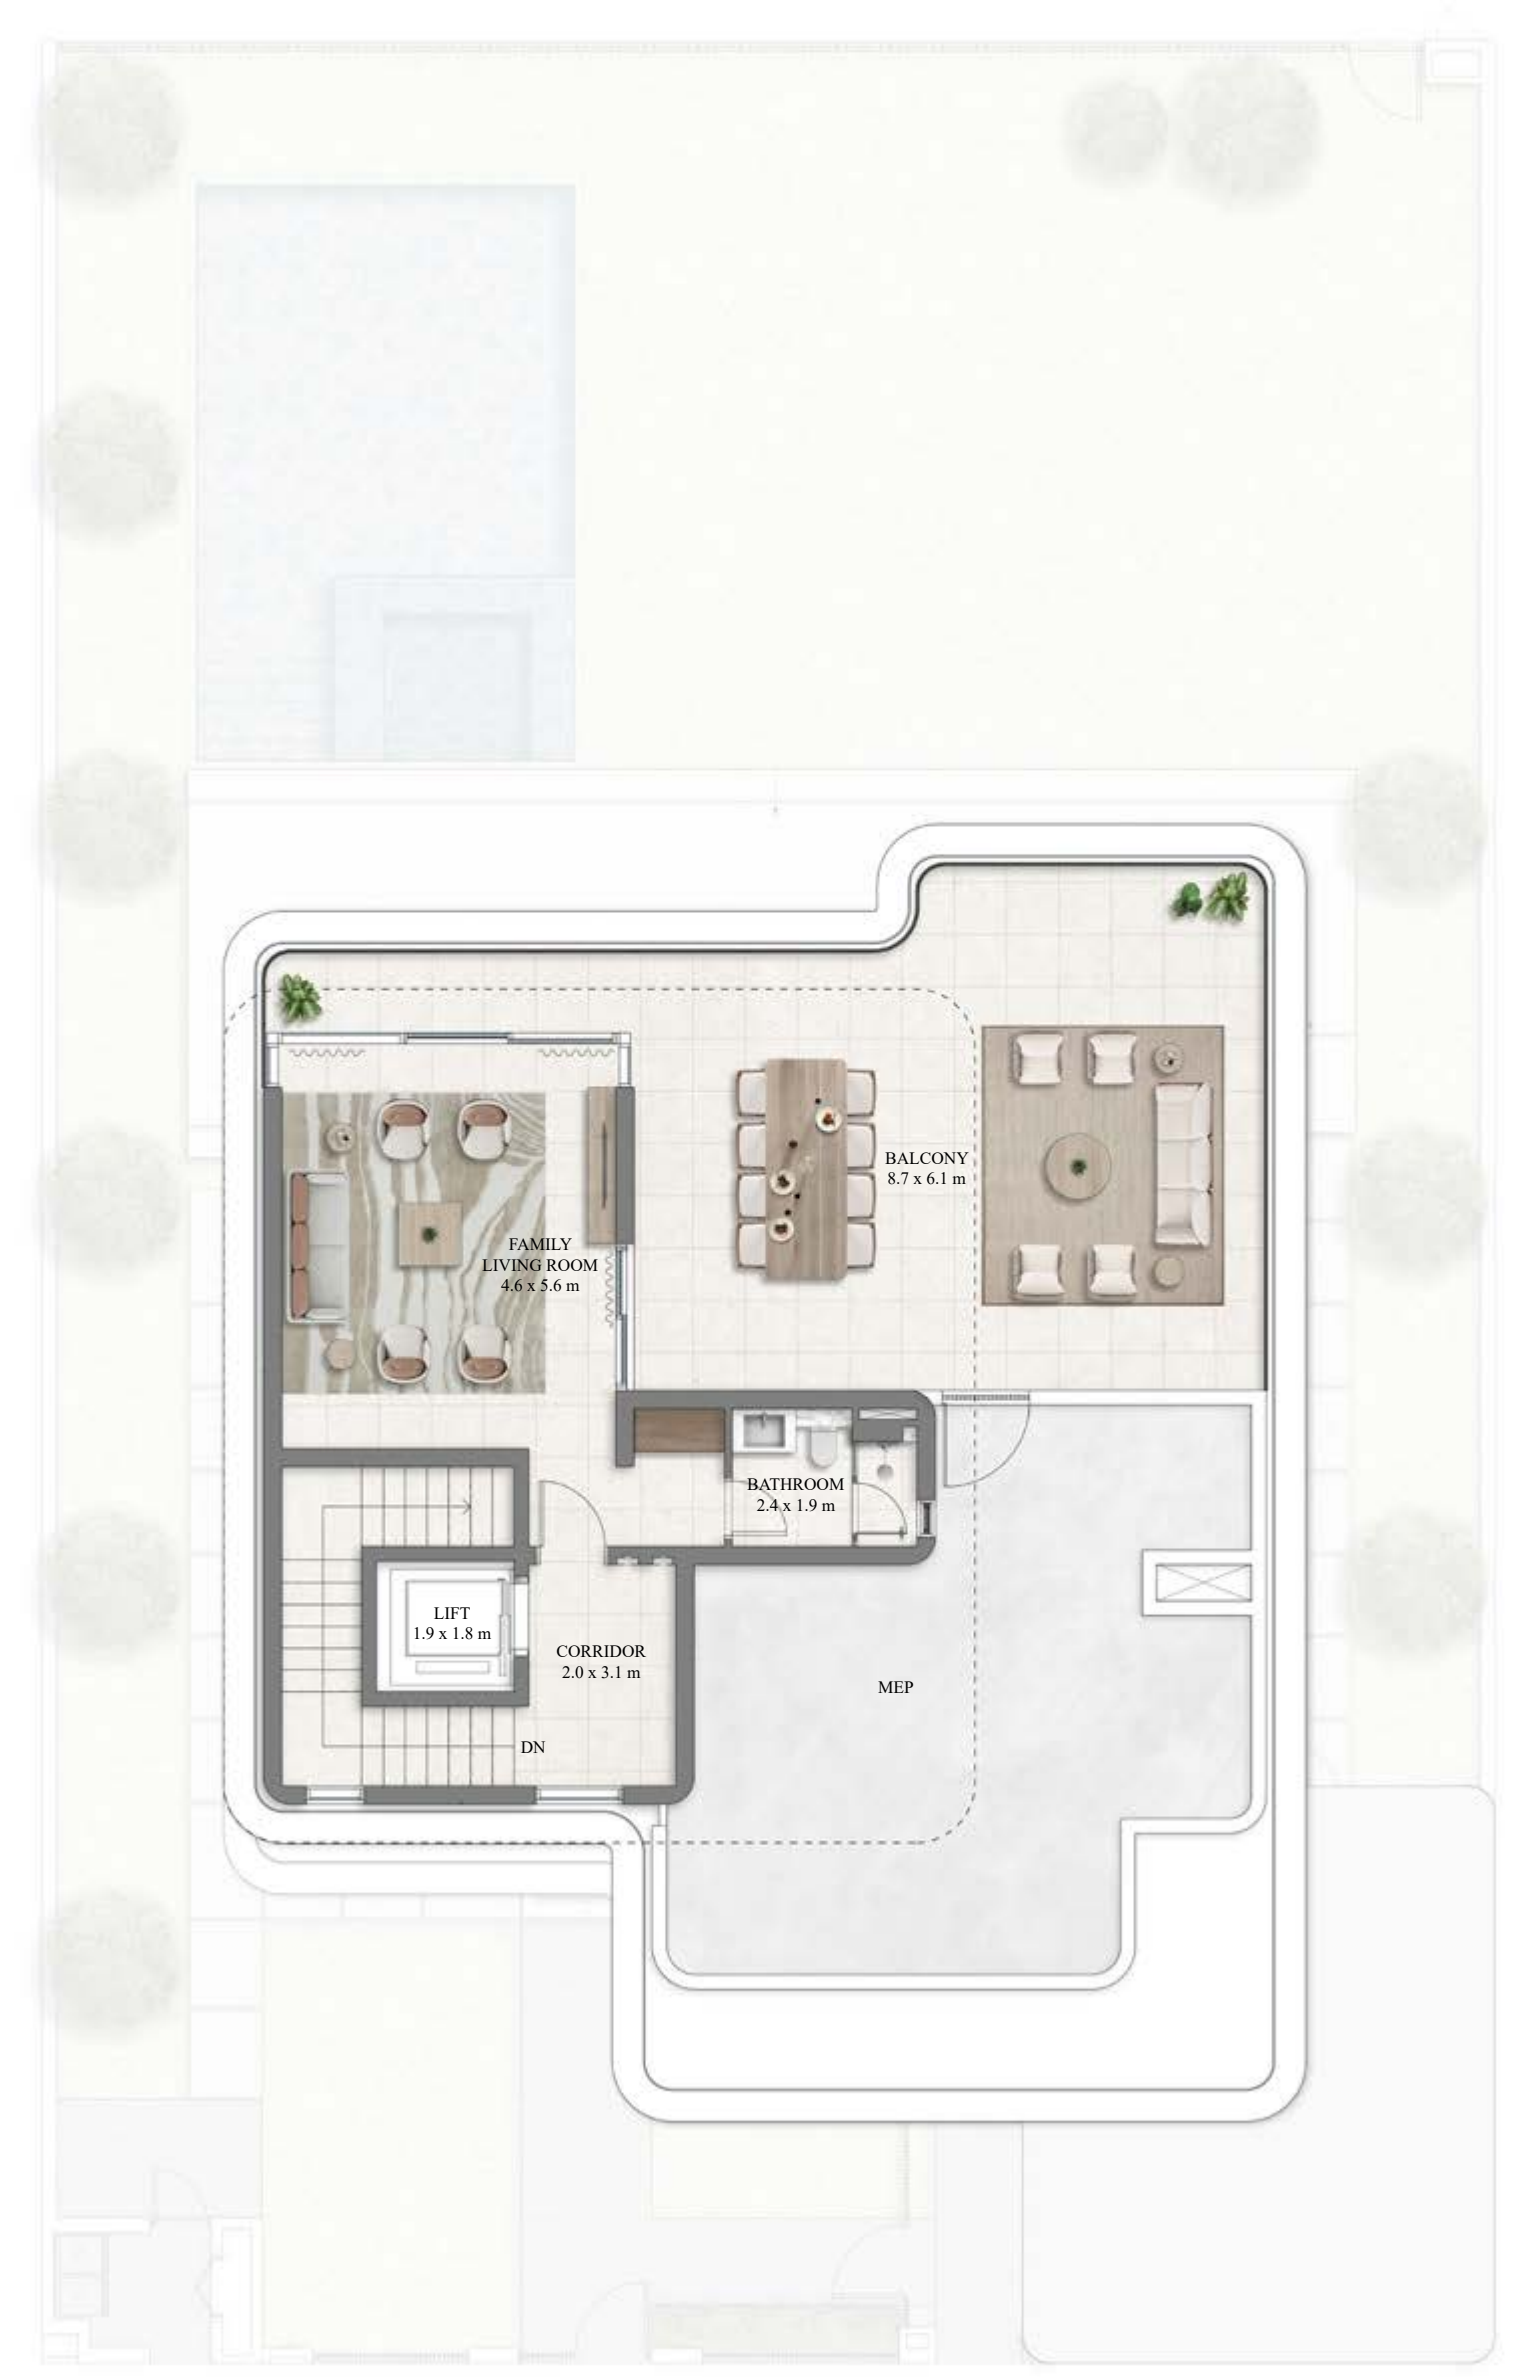 BALCONY
8.7 x 6.1 m
FAMILY
LIVING ROOM
4.6 x 5.6 m
BATHROOM
2.4 x 1.9 m
LIFT
1.9 x 1.8 m
CORRIDOR
2.0 x 3.1 m
MEP
DN